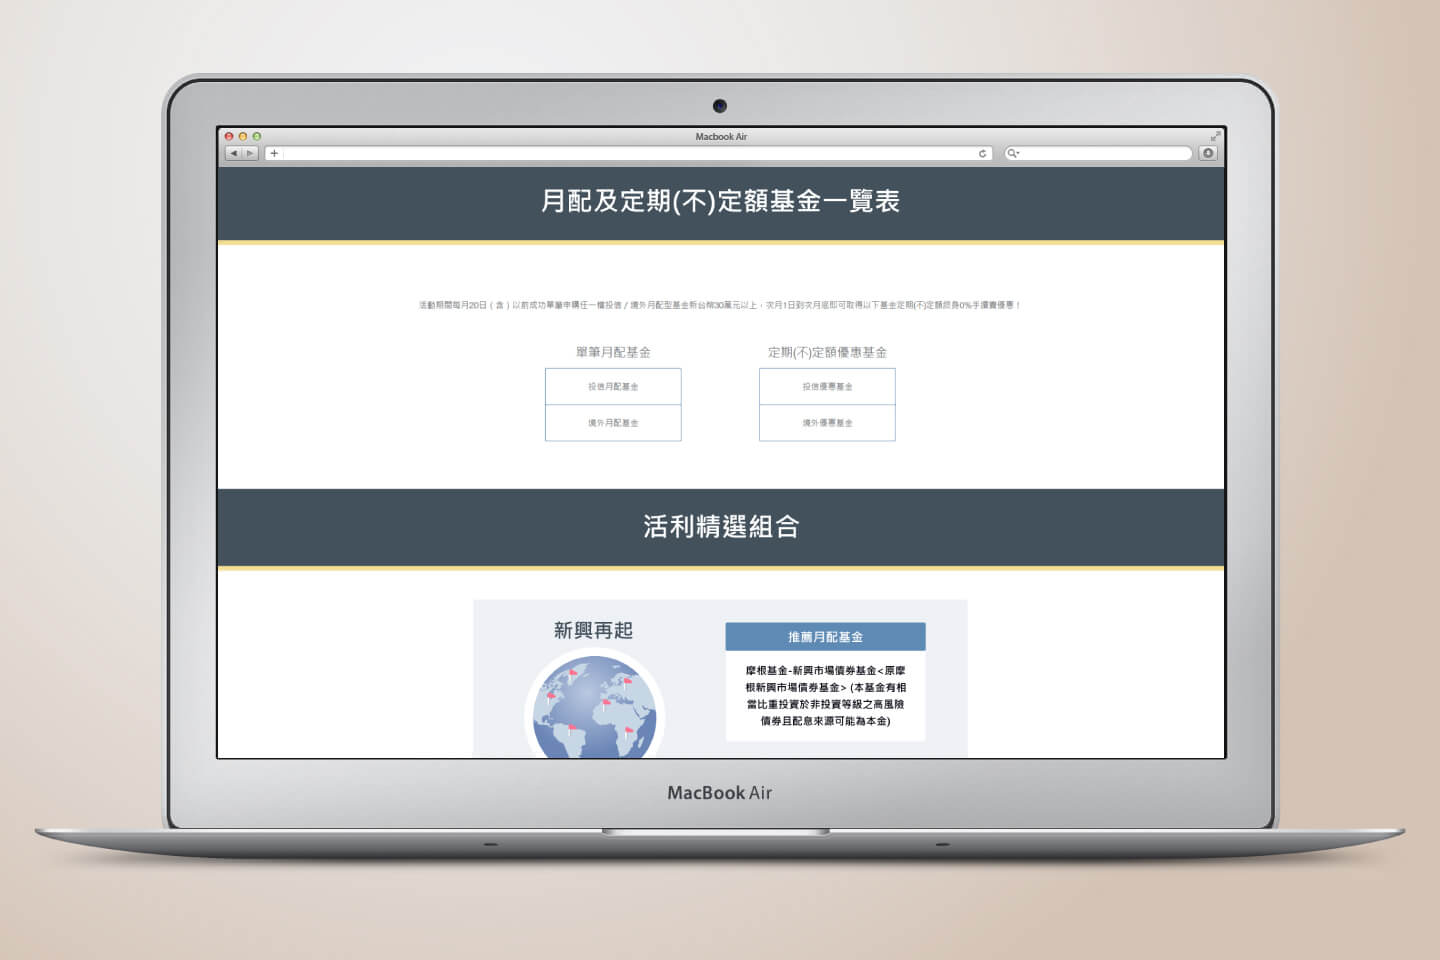 Macbook Air
月配及定期(不)定額基金一覽表
活動期間每月20日（含）以前成功單筆申購任一檔投信 / 境外月配型基金新台幣30萬元以上，次月1日到次月底即可取得以下基金定期(不)定額終身0%手續費優惠！
單筆月配基金
投信月配基金
境外月配基金
定期(不)定額優惠基金
投信優惠基金
境外優惠基金
活利精選組合
新興再起
推薦月配基金
摩根基金-新興市場債券基金<原摩
根新興市場債券基金> (本基金有相
當比重投資於非投資等級之高風險
債券且配息來源可能為本金)
MacBook Air